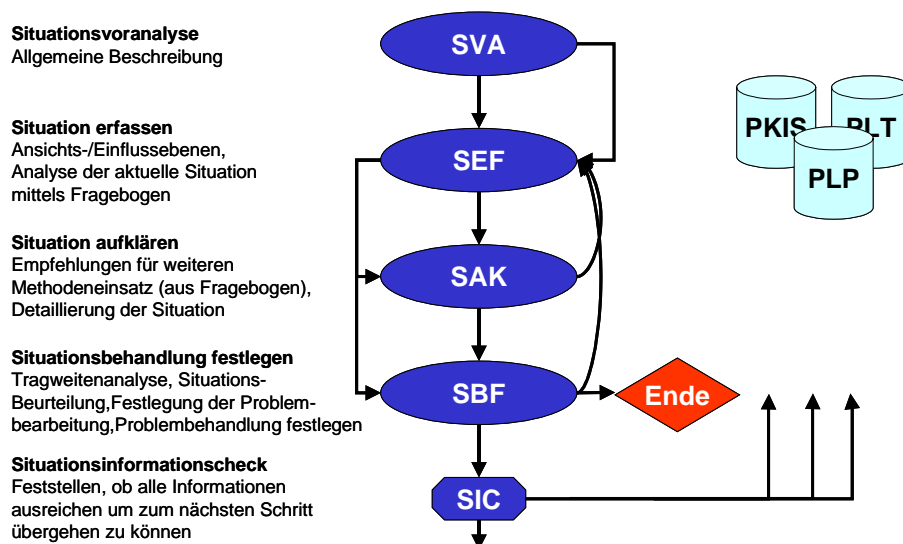 Situationsvoranalyse
Allgemeine Beschreibung
SVA
Situation erfassen
Ansichts-/Einflussebenen,
Analyse der aktuelle Situation
mittels Fragebogen
SEF
PKIS
PLT
PLP
Situation aufklären
Empfehlungen für weiteren
Methodeneinsatz (aus Fragebogen),
Detaillierung der Situation
SAK
Situationsbehandlung festlegen
Tragweitenanalyse, Situations-
Beurteilung,Festlegung der Problem-
bearbeitung,Problembehandlung festlegen
SBF
Ende
Situationsinformationscheck
Feststellen, ob alle Informationen
ausreichen um zum nächsten Schritt
übergehen zu können
SIC